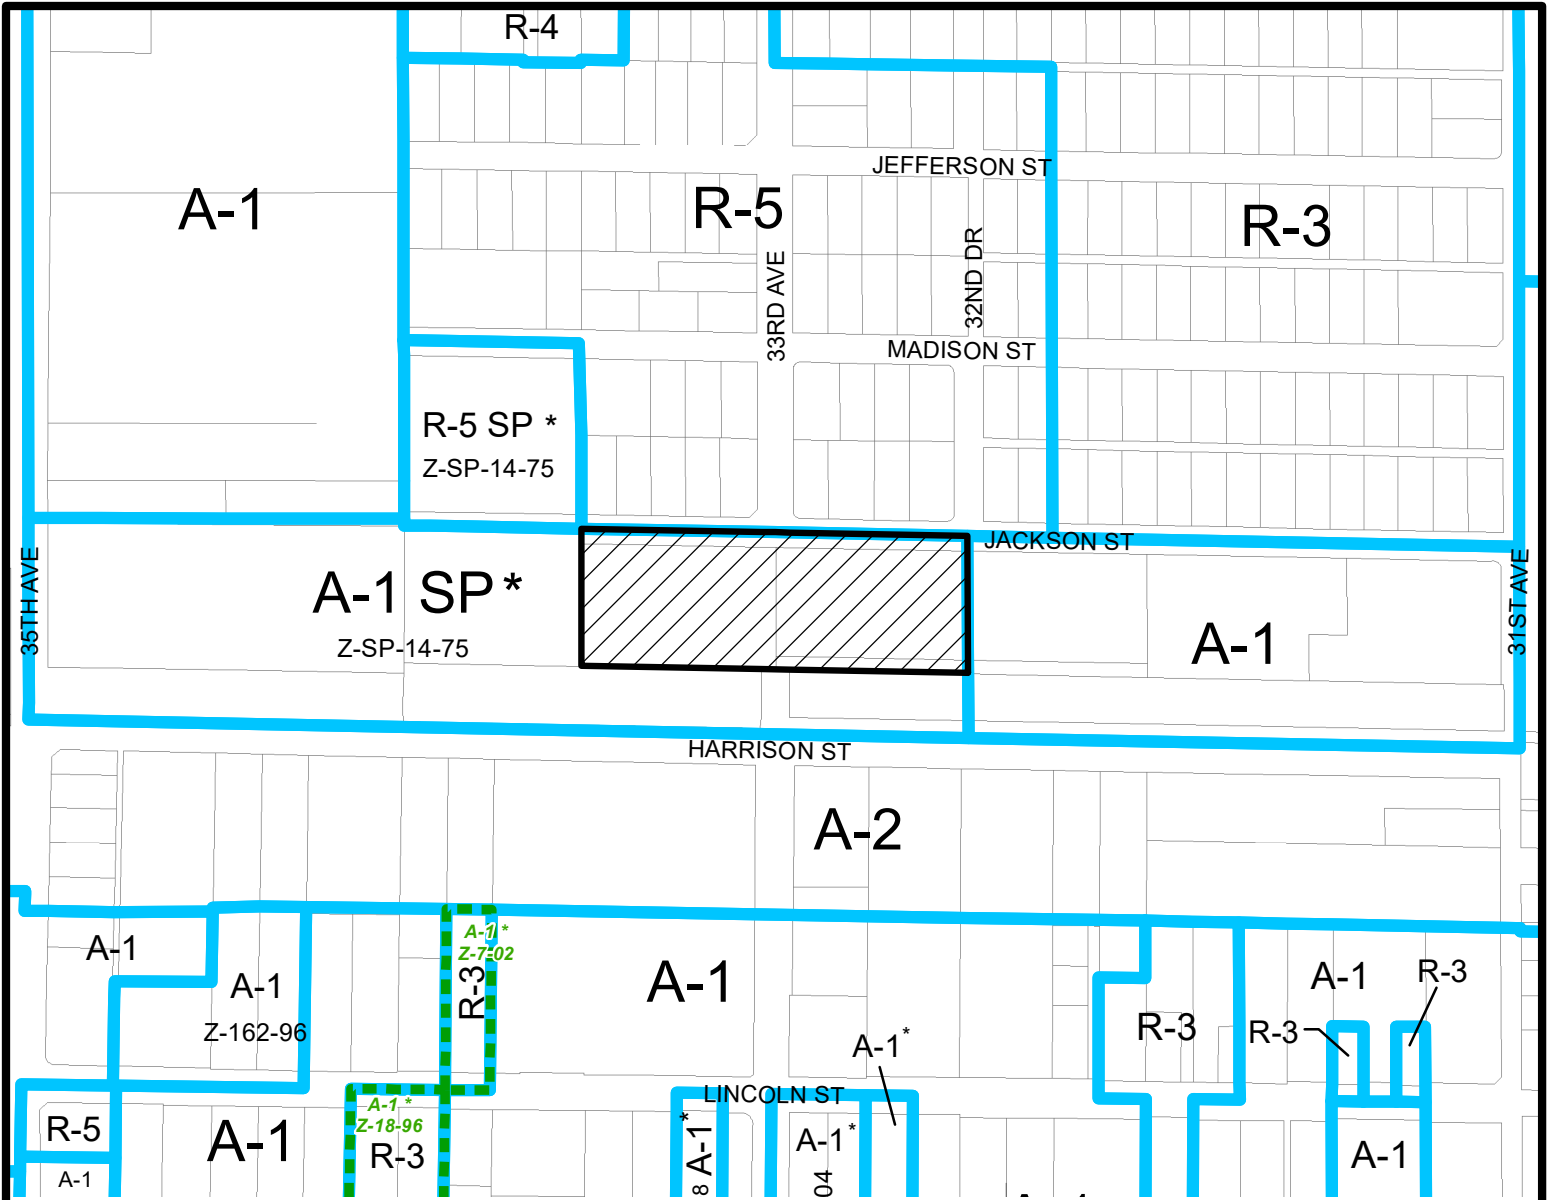 R-4
JEFFERSON ST
A-1
R-5
R-3
33RD AVE
32ND DR
MADISON ST
R-5 SP *
Z-SP-14-75
JACKSON ST
35TH AVE
A-1 SP *
Z-SP-14-75
31ST AVE
A-1
HARRISON ST
A-2
A-1 *
Z-7-02
A-1
R-3
A-1
Z-162-96
A-1
A-1
R-3
R-3
R-3
A-1 *
LINCOLN ST
A-1 *
Z-18-96
R-5
A-1
R-3
A-1 *
8
A-1 *
04
A-1
A-1